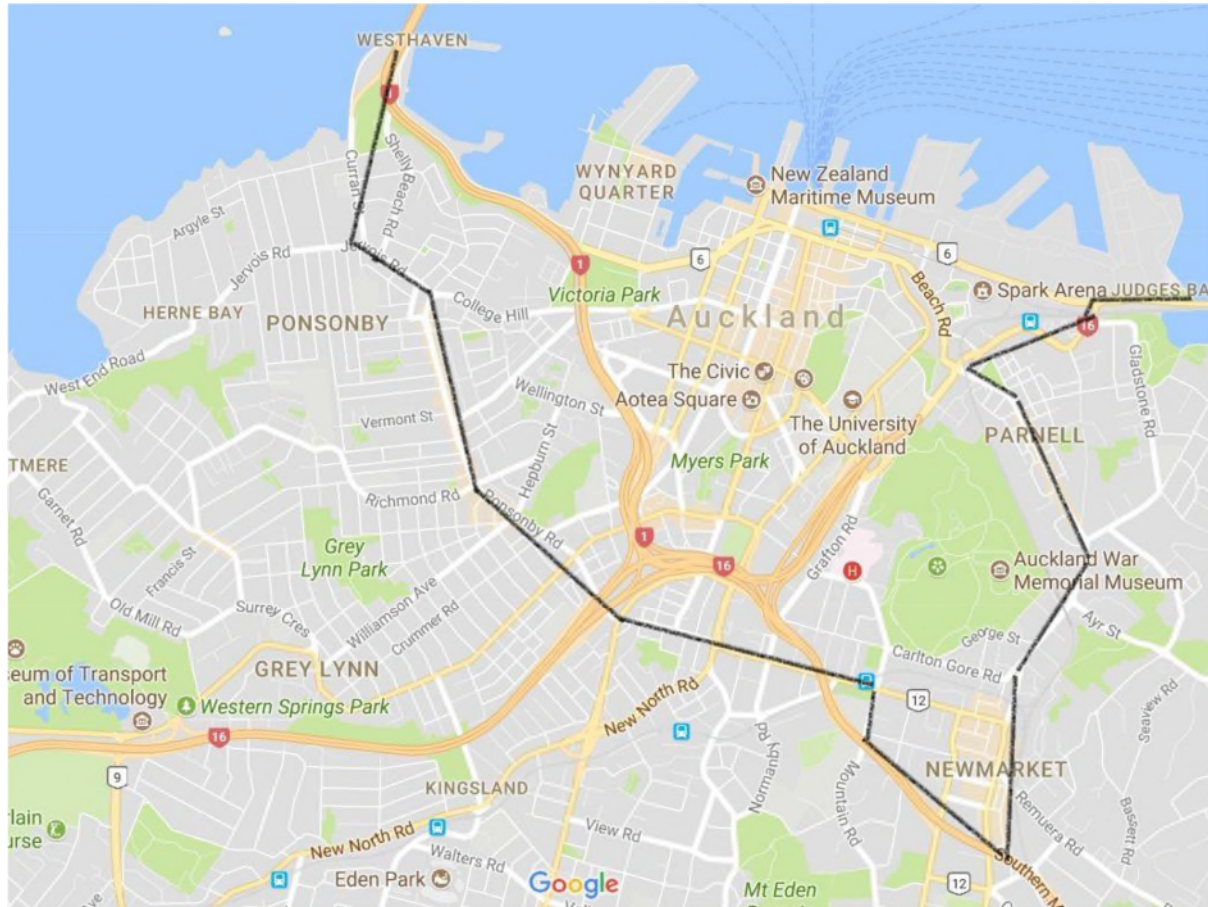 WESTHAVEN
1
Shelly Beach Rd
Curran St
Argyle St
WYNYARD
QUARTER
New Zealand
Maritime Museum
Jervois Rd
Jervois Rd
6
1
6
Beach Rd
Spark Arena
JUDGES BA
HERNE BAY
PONSONBY
College Hill
Victoria Park
Auckland
16
West End Road
The Civic
Gladstone Rd
Wellington St
Aotea Square
Vermont St
The University
of Auckland
PARNELL
Hepburn St
Myers Park
TMERE
Richmond Rd
Ponsonby Rd
Garnet Rd
Grafton Rd
Grey
Lynn Park
1
16
H
Auckland War
Memorial Museum
Francis St
Williamson Ave
Old Mill Rd
Surrey Cres
Crummer Rd
George St
Ayr St
Carlton Gore Rd
GREY LYNN
seum of Transport
and Technology
Western Springs Park
New North Rd
12
Seaview Rd
16
Normanby Rd
9
KINGSLAND
Mountain Rd
NEWMARKET
Remuera Rd
Bassett Rd
rlain
urse
New North Rd
View Rd
Walters Rd
Southern M
Eden Park
Google
Mt Eden
12